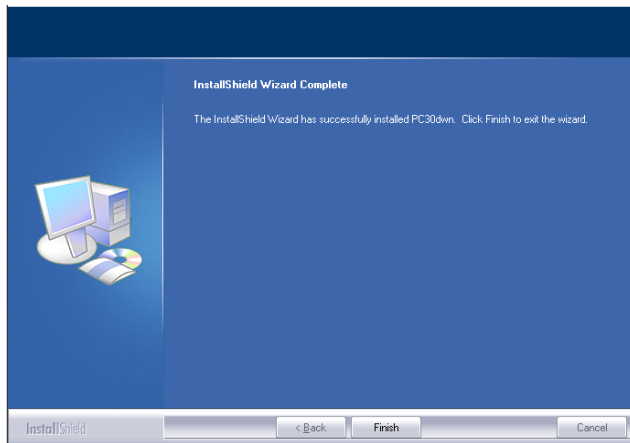 InstallShield Wizard Complete
The InstallShield Wizard has successfully installed PC30dwn. Click Finish to exit the wizard.
InstallShield
< Back
Finish
Cancel